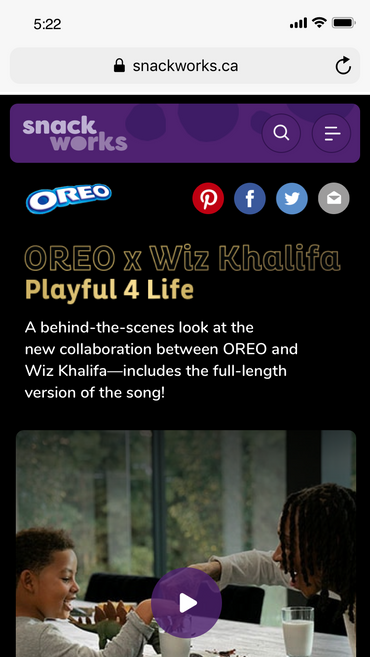 5:22
snackworks.ca
snack
works
OREO
OREO x Wiz Khalifa
Playful 4 Life
A behind-the-scenes look at the
new collaboration between OREO and
Wiz Khalifa—includes the full-length
version of the song!